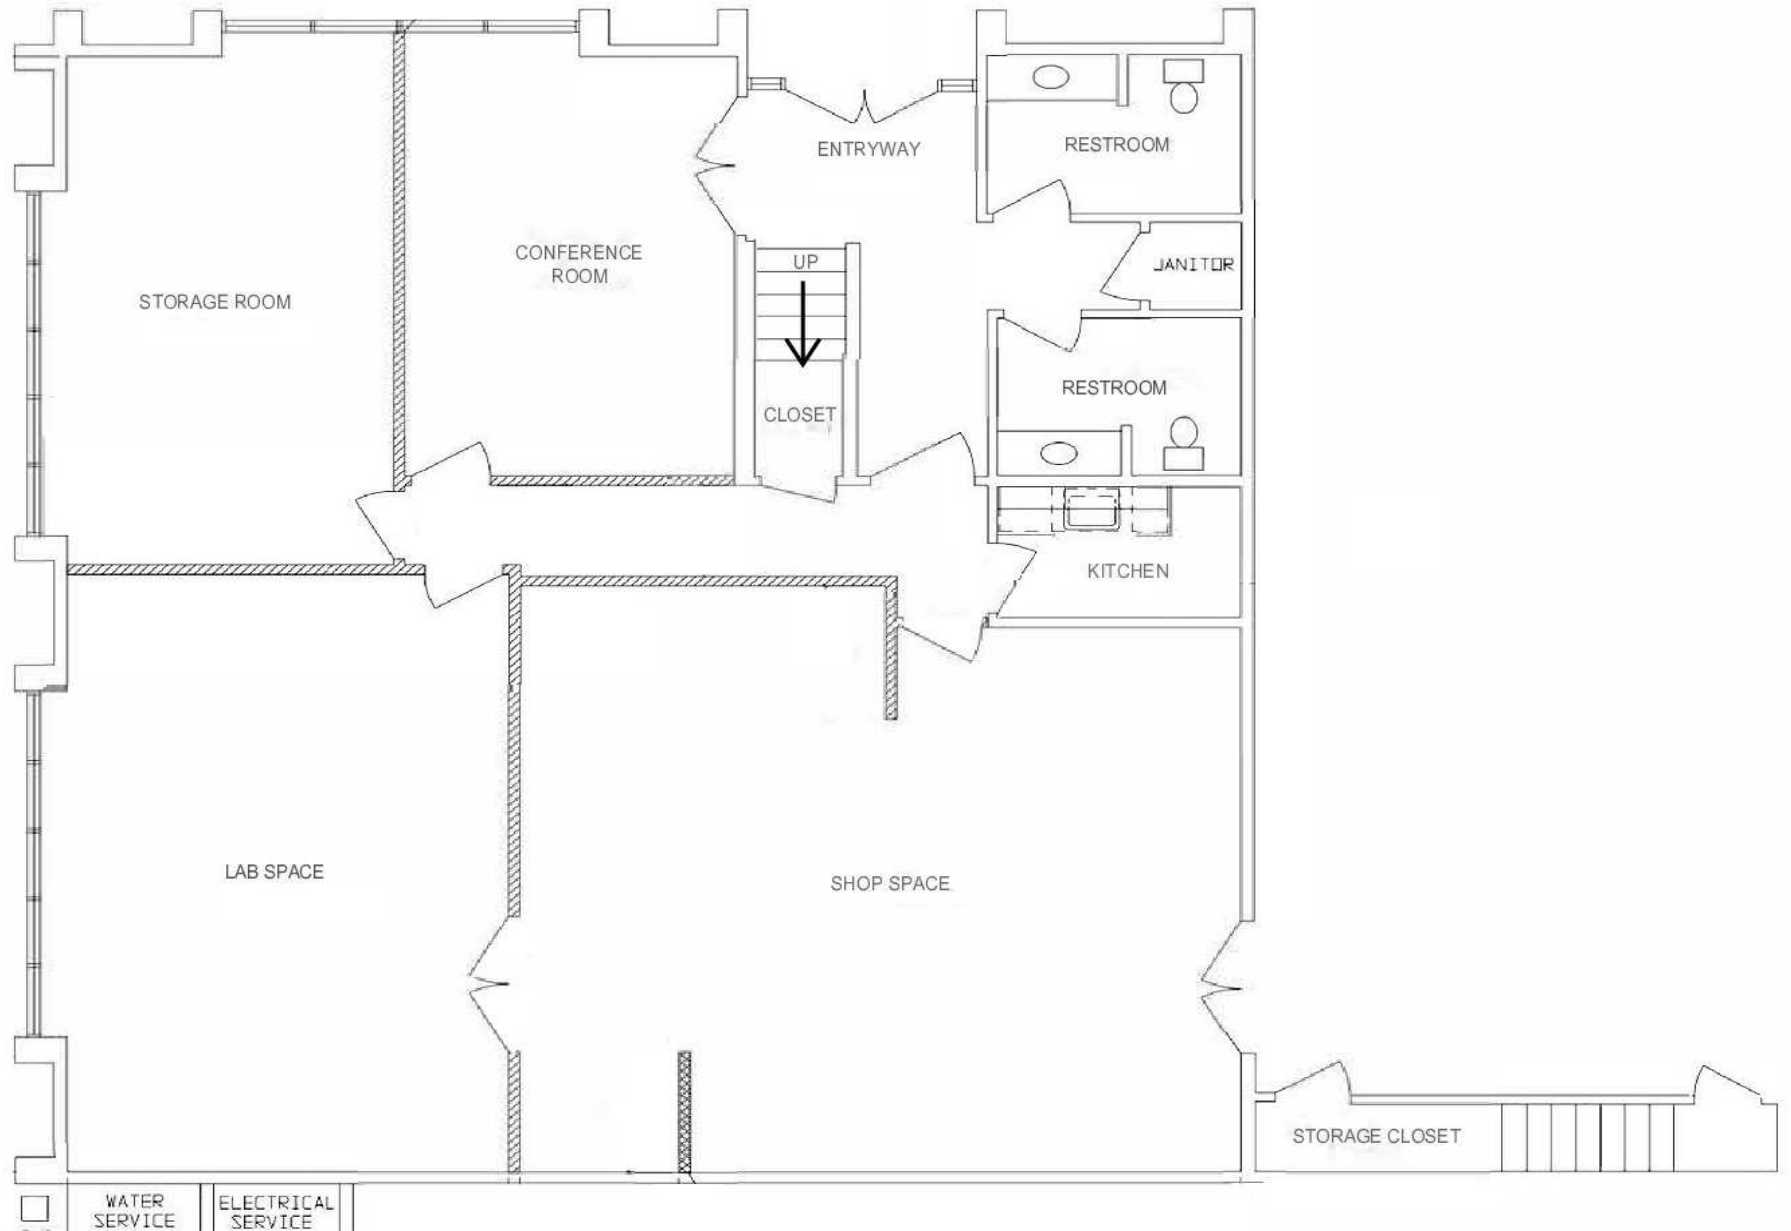 ENTRYWAY
RESTROOM
CONFERENCE
ROOM
UP
JANITOR
STORAGE ROOM
RESTROOM
CLOSET
KITCHEN
LAB SPACE
SHOP SPACE
STORAGE CLOSET
WATER
SERVICE
ELECTRICAL
SERVICE